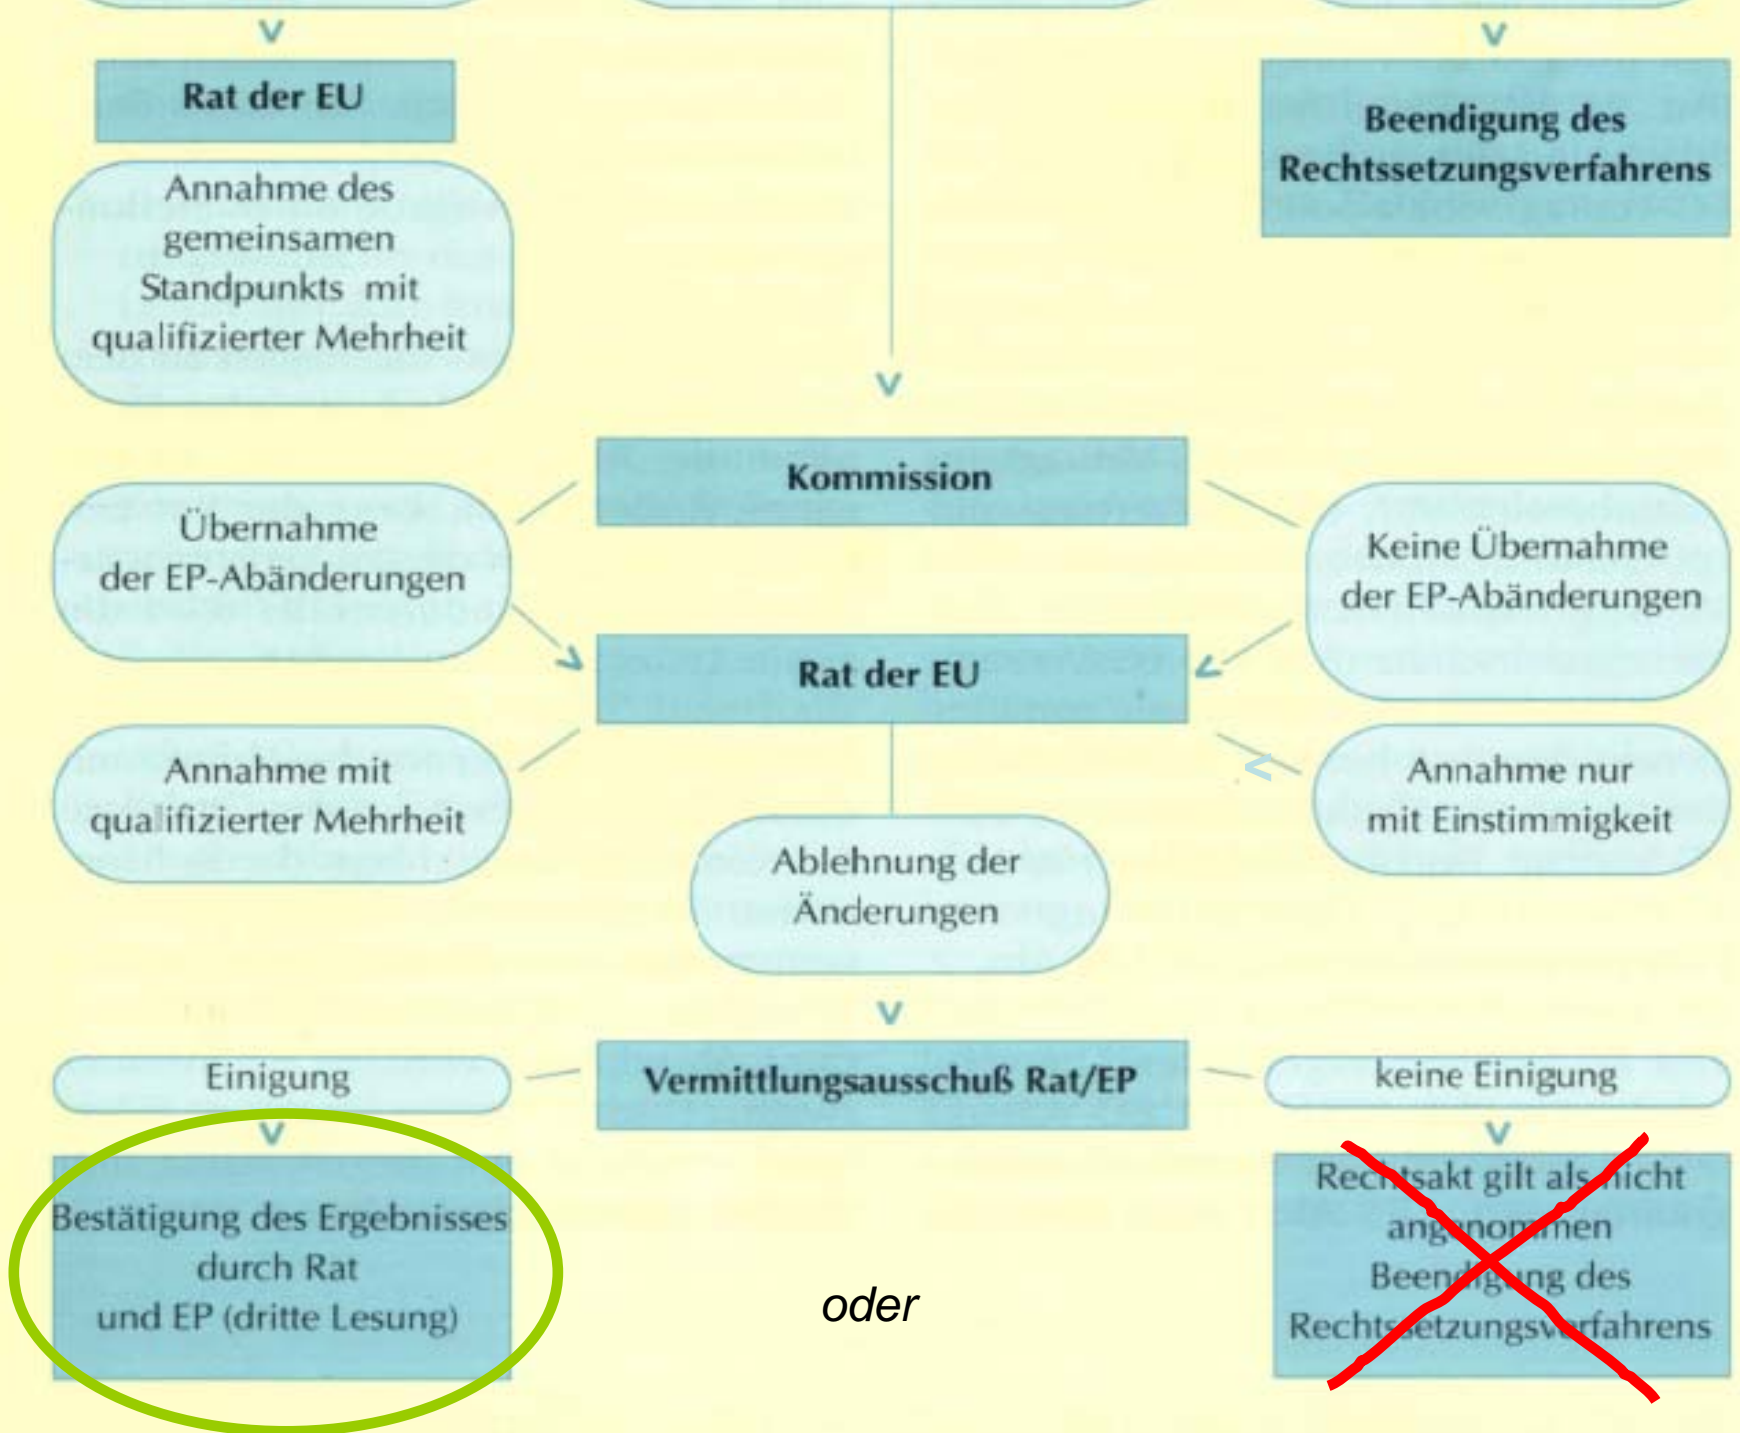 Rat der EU
Annahme des
gemeinsamen
Standpunkts mit
qualifizierter Mehrheit
Beendigung des
Rechtssetzungsverfahrens
Kommission
Übernahme
der EP-Abänderungen
Keine Übernahme
der EP-Abänderungen
Rat der EU
Annahme mit
qualifizierter Mehrheit
Ablehnung der
Änderungen
Annahme nur
mit Einstimmigkeit
Einigung
Vermittlungsausschuß Rat/EP
keine Einigung
Bestätigung des Ergebnisses
durch Rat
und EP (dritte Lesung)
oder
Rechtsakt gilt als nicht
angenommen
Beendigung des
Rechtssetzungsverfahrens